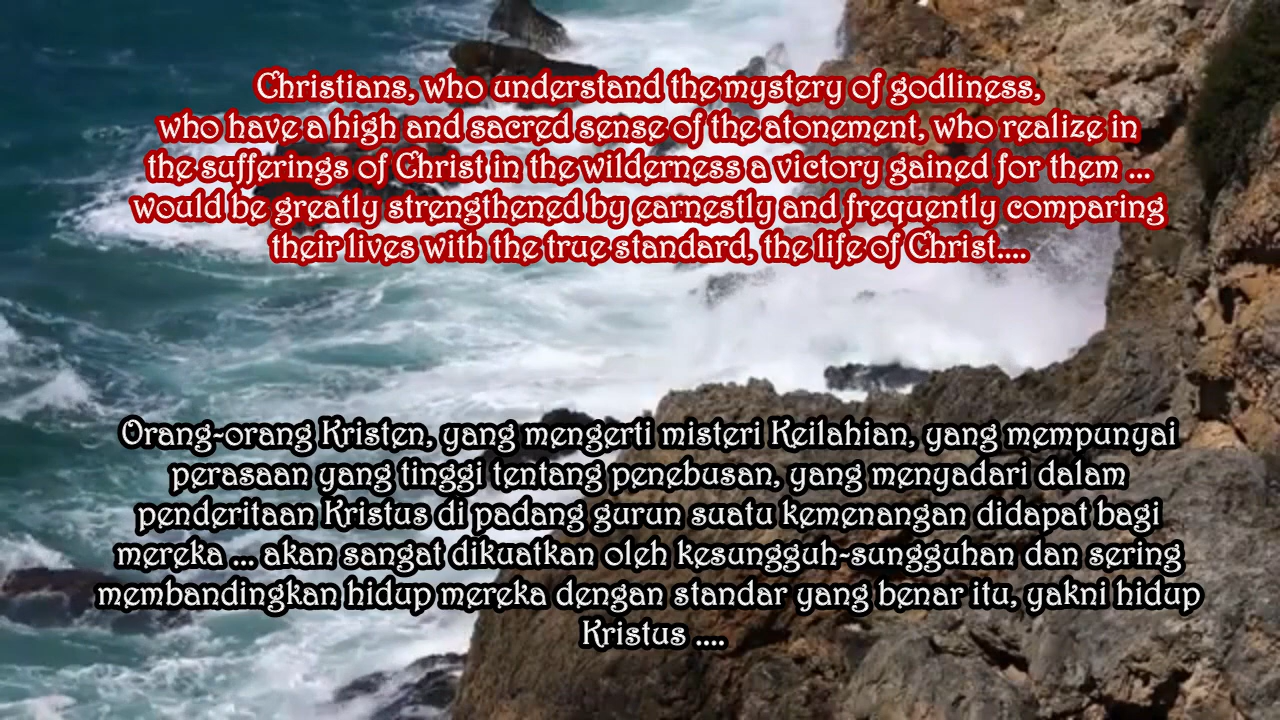 Christians, who understand the mystery of godliness,
who have a high and sacred sense of the atonement, who realize in
the sufferings of Christ in the wilderness a victory gained for them ...
would be greatly strengthened by earnestly and frequently comparing
their lives with the true standard, the life of Christ....
Orang-orang Kristen, yang mengerti misteri Keilahian, yang mempunyai
perasaan yang tinggi tentang penebusan, yang menyadari dalam
penderitaan Kristus di padang gurun suatu kemenangan didapat bagi
mereka ... akan sangat dikuatkan oleh kesungguh-sungguhan dan sering
membandingkan hidup mereka dengan standar yang benar itu, yakni hidup
Kristus ....